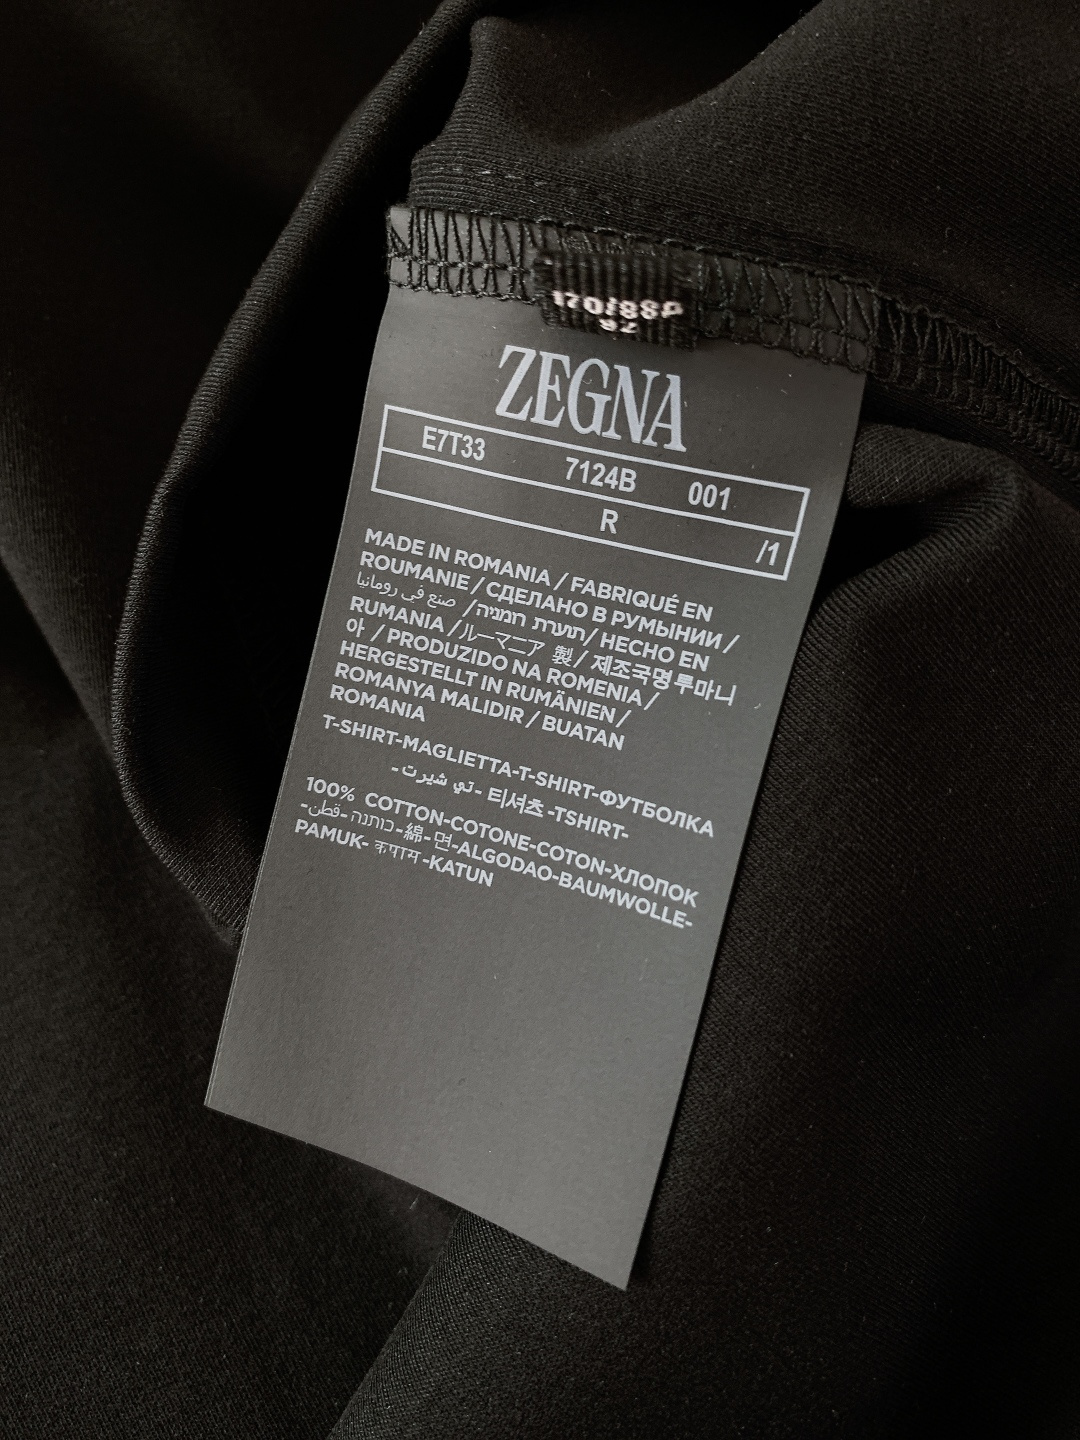 170/88A
92
ZEGNA
E7T33 7124B 001
R /1
MADE IN ROMANIA / FABRIQUÉ EN
ROUMANIE / СДЕЛАНО В РУМЫНИИ /
صنع في رومانيا / תוצרת רומניה / HECHO EN
RUMANIA / ルーマニア 製 / 제조국명 루마니
아 / PRODUZIDO NA ROMENIA /
HERGESTELLT IN RUMÄNIEN /
ROMANYA MALIDIR / BUATAN
ROMANIA
T-SHIRT-MAGLIETTA-T-SHIRT-ФУТБОЛКА
- تي شيرت - 티셔츠 -TSHIRT-
100% COTTON-COTONE-COTON-ХЛОПОК
-قطن-כותנה-綿-면-ALGODAO-BAUMWOLLE-
PAMUK- कपास -KATUN